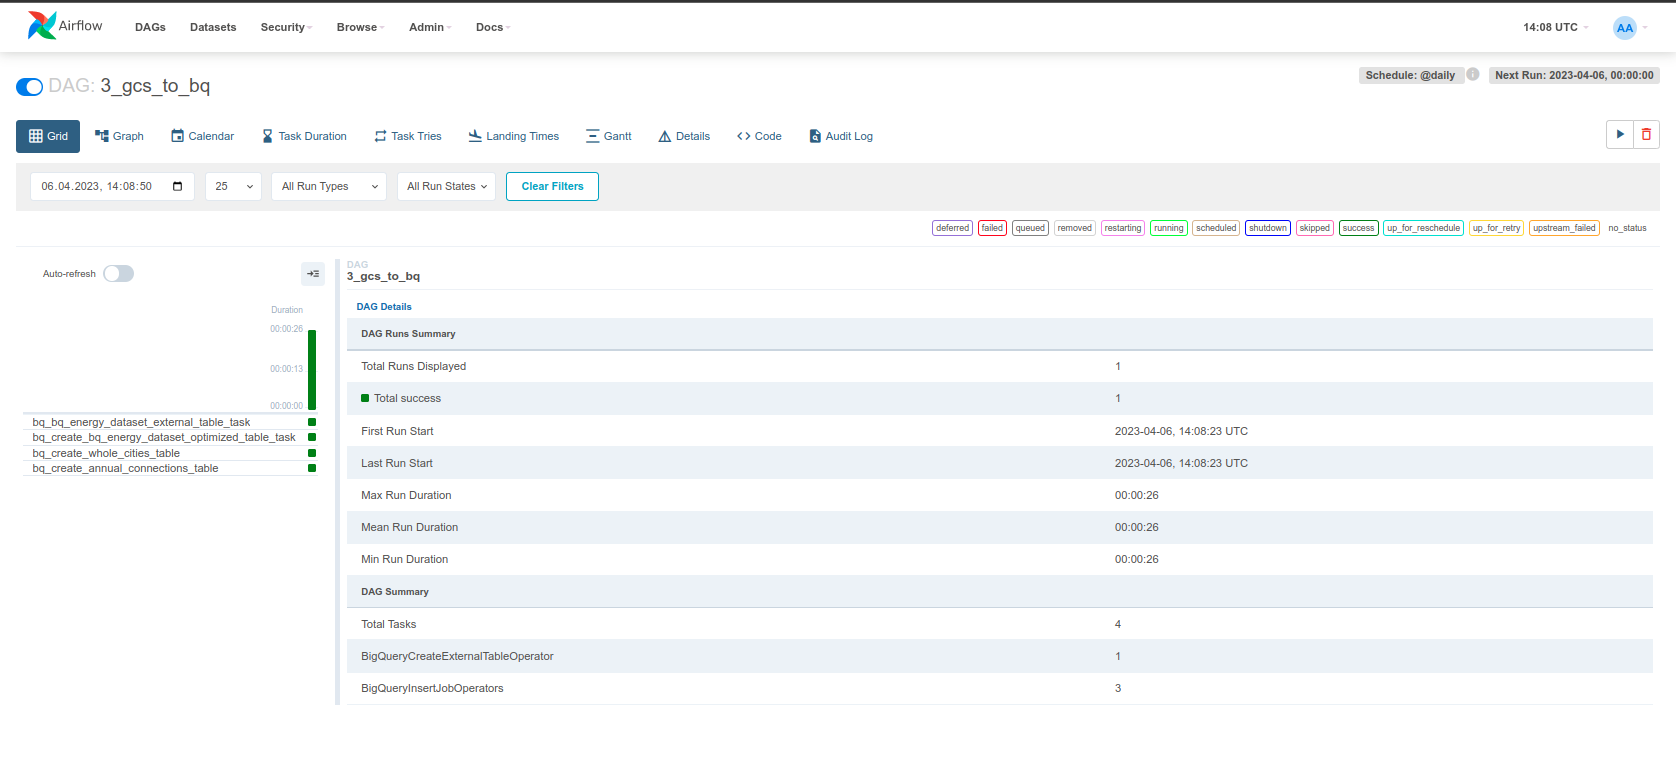 Airflow DAGs Datasets Security Browse Admin Docs 14:08 UTC AA
DAG: 3_gcs_to_bq Schedule: @daily i Next Run: 2023-04-06, 00:00:00
Grid Graph Calendar Task Duration Task Tries Landing Times Gantt Details Code Audit Log
06.04.2023, 14:08:50 25 All Run Types All Run States Clear Filters
deferred failed queued removed restarting running scheduled shutdown skipped success up_for_reschedule up_for_retry upstream_failed no_status
Auto-refresh
Duration
00:00:26
00:00:13
00:00:00
bq_bq_energy_dataset_external_table_task
bq_create_bq_energy_dataset_optimized_table_task
bq_create_whole_cities_table
bq_create_annual_connections_table
DAG
3_gcs_to_bq
DAG Details
DAG Runs Summary
Total Runs Displayed 1
Total success 1
First Run Start 2023-04-06, 14:08:23 UTC
Last Run Start 2023-04-06, 14:08:23 UTC
Max Run Duration 00:00:26
Mean Run Duration 00:00:26
Min Run Duration 00:00:26
DAG Summary
Total Tasks 4
BigQueryCreateExternalTableOperator 1
BigQueryInsertJobOperators 3